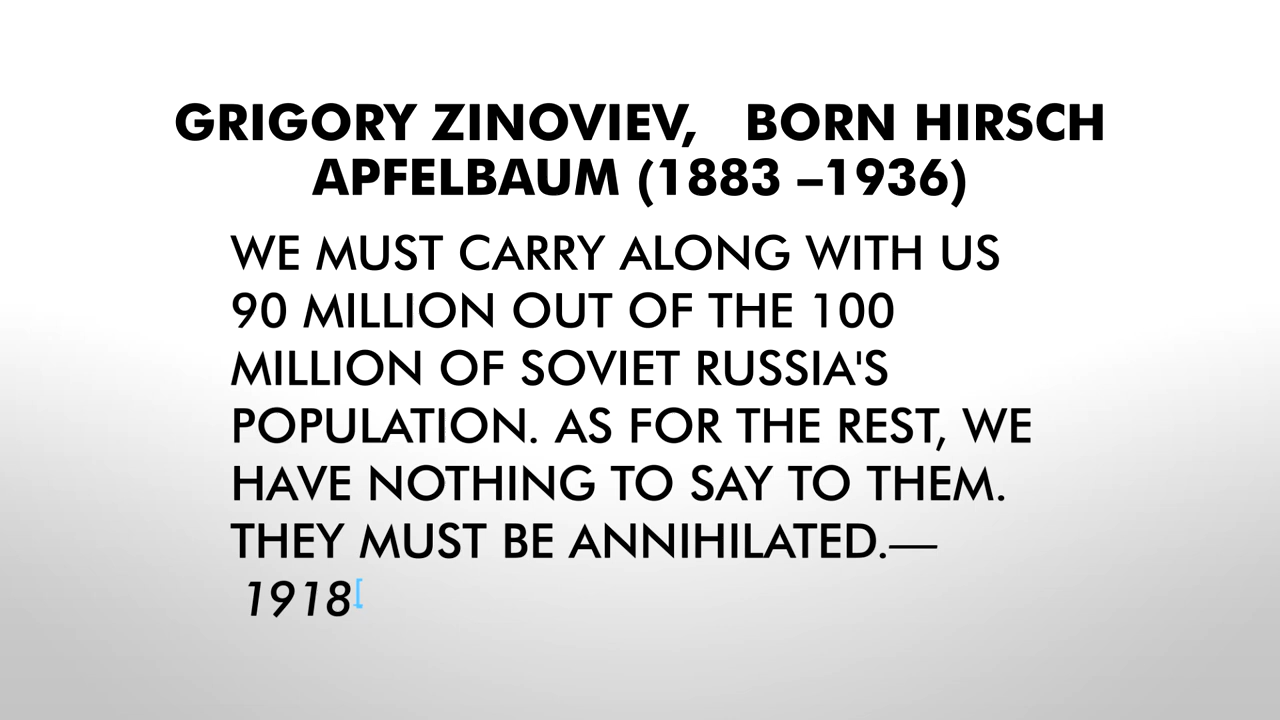 GRIGORY ZINOVIEV, BORN HIRSCH
APFELBAUM (1883 –1936)
WE MUST CARRY ALONG WITH US
90 MILLION OUT OF THE 100
MILLION OF SOVIET RUSSIA'S
POPULATION. AS FOR THE REST, WE
HAVE NOTHING TO SAY TO THEM.
THEY MUST BE ANNIHILATED.—
1918[